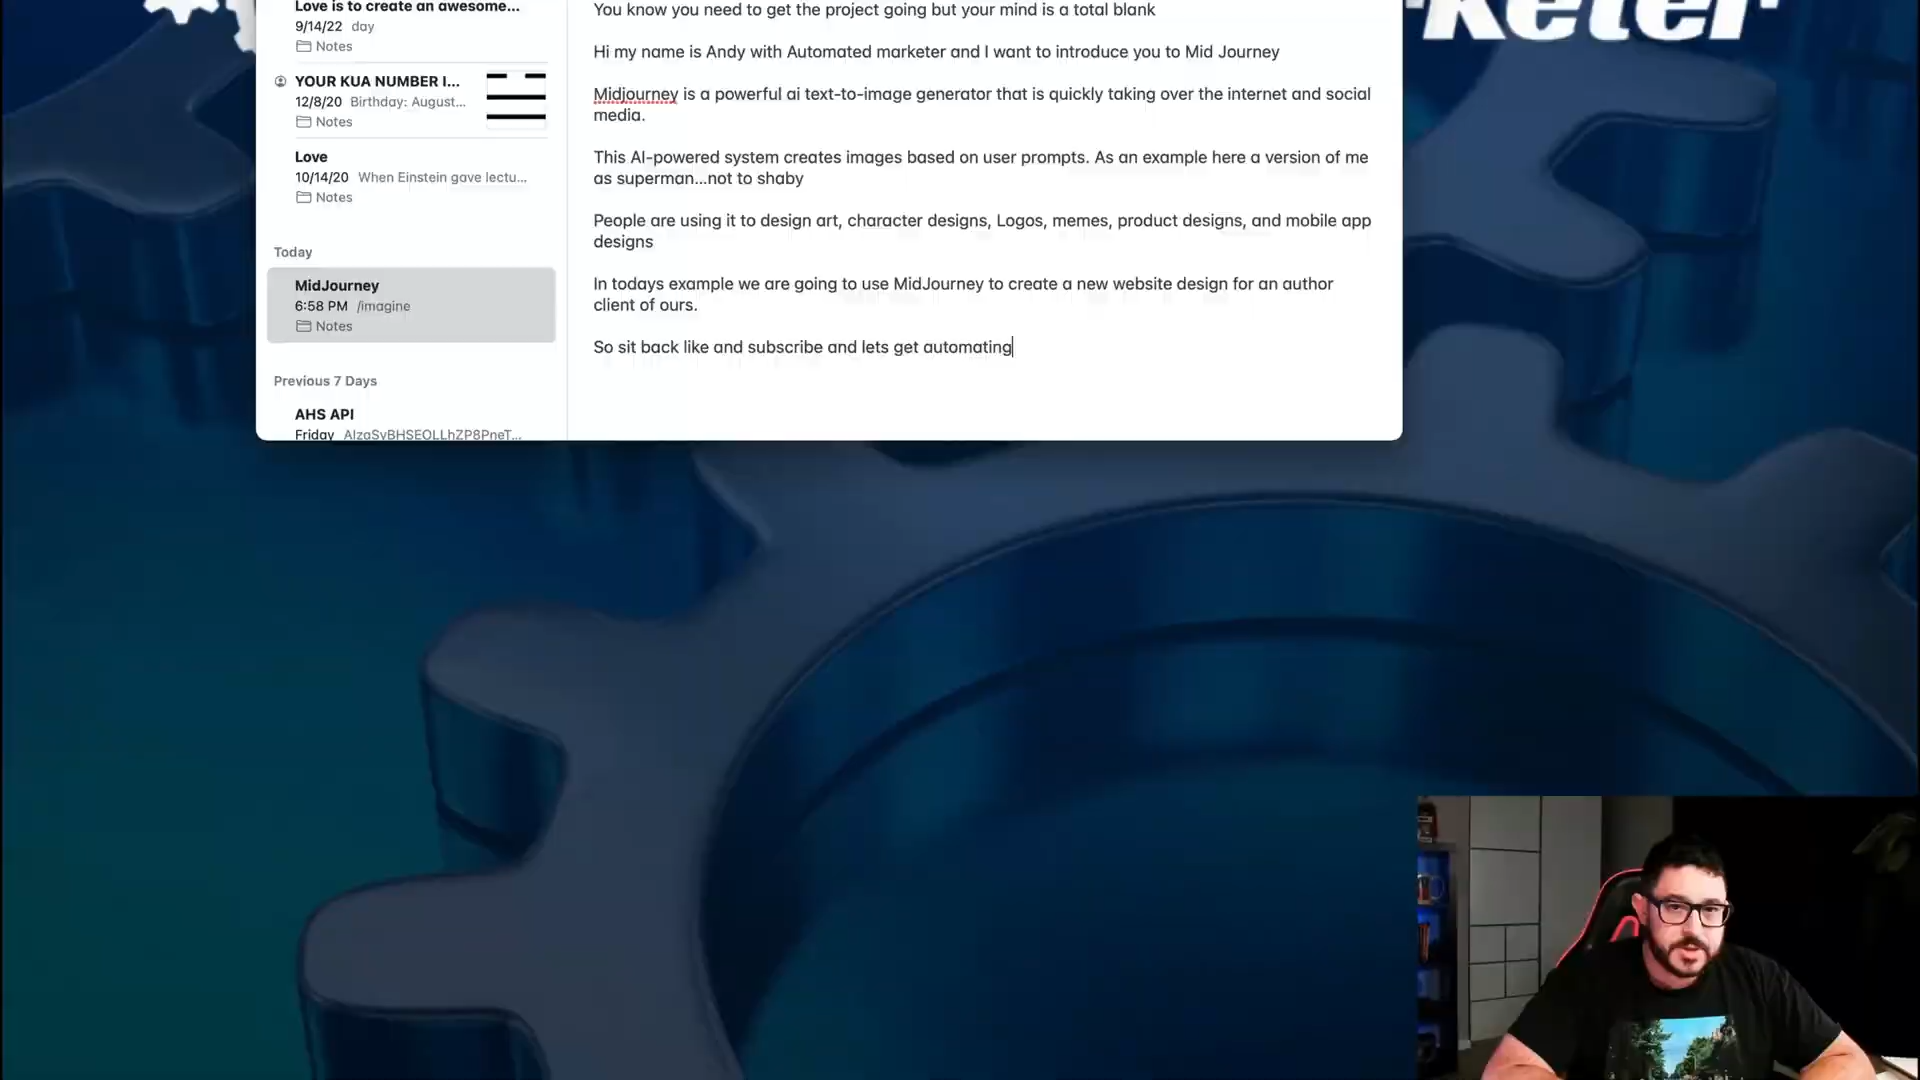 Love is to create an awesome...
9/14/22 day
Notes
YOUR KUA NUMBER I...
12/8/20 Birthday: August...
Notes
Love
10/14/20 When Einstein gave lectu...
Notes
Today
MidJourney
6:58 PM /imagine
Notes
Previous 7 Days
AHS API
Friday AIzaSyBHSEOLLhZP8PneT...
You know you need to get the project going but your mind is a total blank
Hi my name is Andy with Automated marketer and I want to introduce you to Mid Journey
Midjourney is a powerful ai text-to-image generator that is quickly taking over the internet and social
media.
This AI-powered system creates images based on user prompts. As an example here a version of me
as superman...not to shaby
People are using it to design art, character designs, Logos, memes, product designs, and mobile app
designs
In todays example we are going to use MidJourney to create a new website design for an author
client of ours.
So sit back like and subscribe and lets get automating
keter